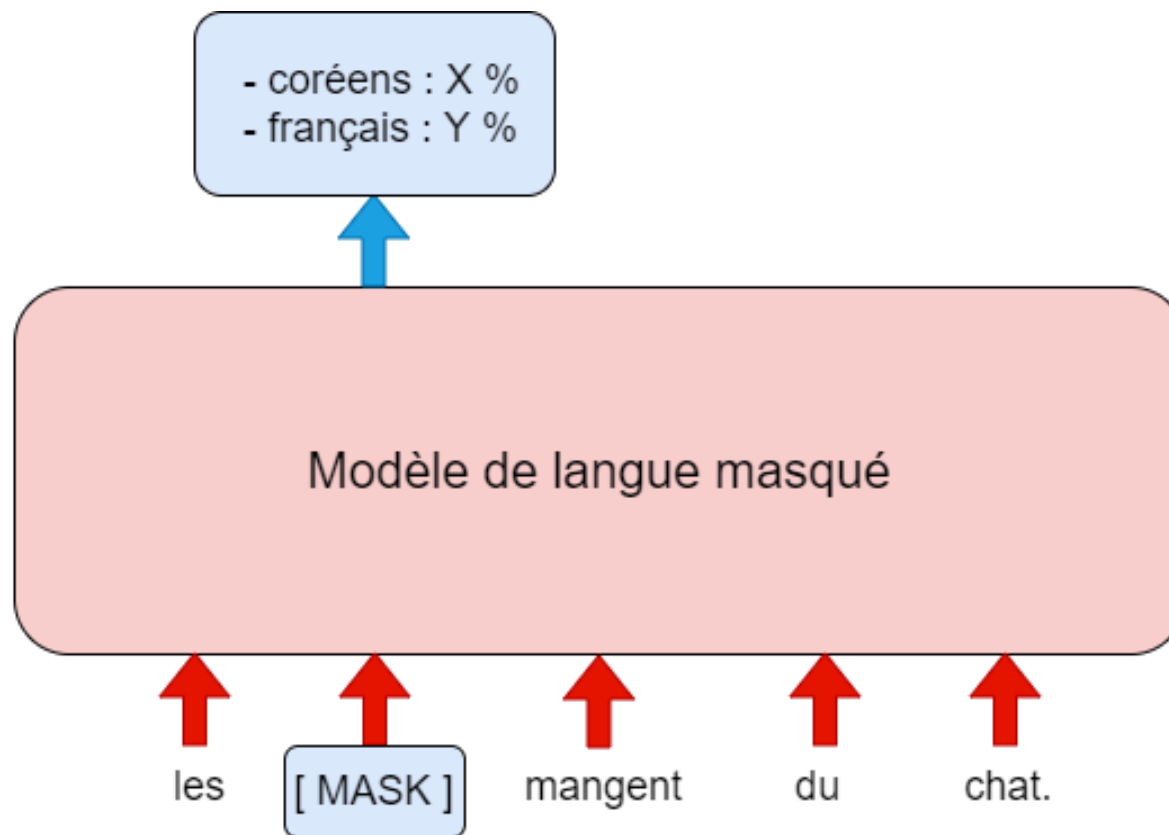 - coréens : X %
- français : Y %
Modèle de langue masqué
les [ MASK ] mangent du chat.